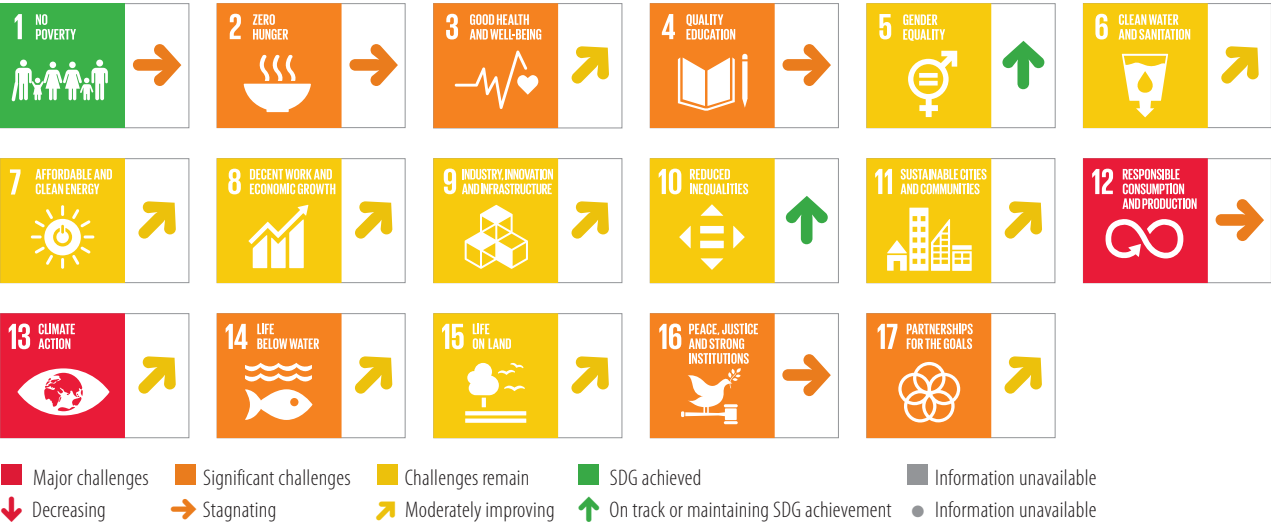 1 NO
POVERTY
2 ZERO
HUNGER
3 GOOD HEALTH
AND WELL-BEING
4 QUALITY
EDUCATION
5 GENDER
EQUALITY
6 CLEAN WATER
AND SANITATION
7 AFFORDABLE AND
CLEAN ENERGY
8 DECENT WORK AND
ECONOMIC GROWTH
9 INDUSTRY, INNOVATION
AND INFRASTRUCTURE
10 REDUCED
INEQUALITIES
11 SUSTAINABLE CITIES
AND COMMUNITIES
12 RESPONSIBLE
CONSUMPTION
AND PRODUCTION
13 CLIMATE
ACTION
14 LIFE
BELOW WATER
15 LIFE
ON LAND
16 PEACE, JUSTICE
AND STRONG
INSTITUTIONS
17 PARTNERSHIPS
FOR THE GOALS
Major challenges Significant challenges Challenges remain SDG achieved Information unavailable
Decreasing Stagnating Moderately improving On track or maintaining SDG achievement Information unavailable